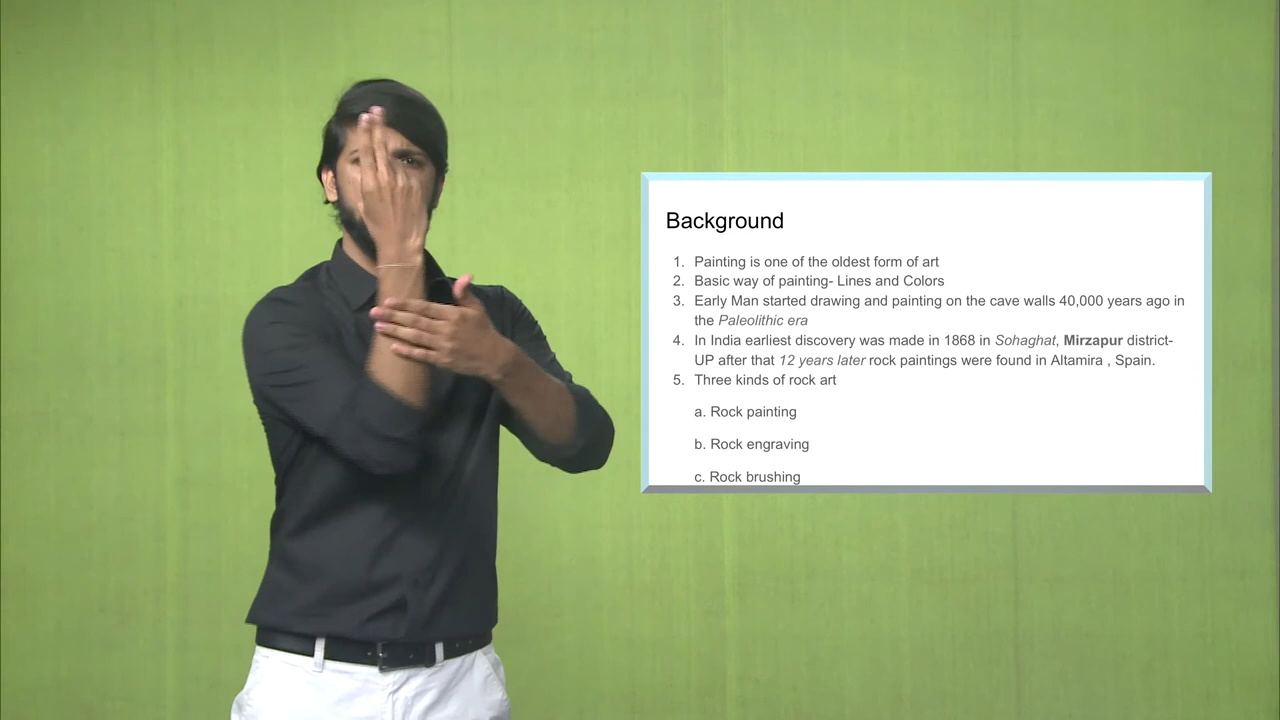 Background
1. Painting is one of the oldest form of art
2. Basic way of painting- Lines and Colors
3. Early Man started drawing and painting on the cave walls 40,000 years ago in
the Paleolithic era
4. In India earliest discovery was made in 1868 in Sohaghat, Mirzapur district-
UP after that 12 years later rock paintings were found in Altamira , Spain.
5. Three kinds of rock art
a. Rock painting
b. Rock engraving
c. Rock brushing